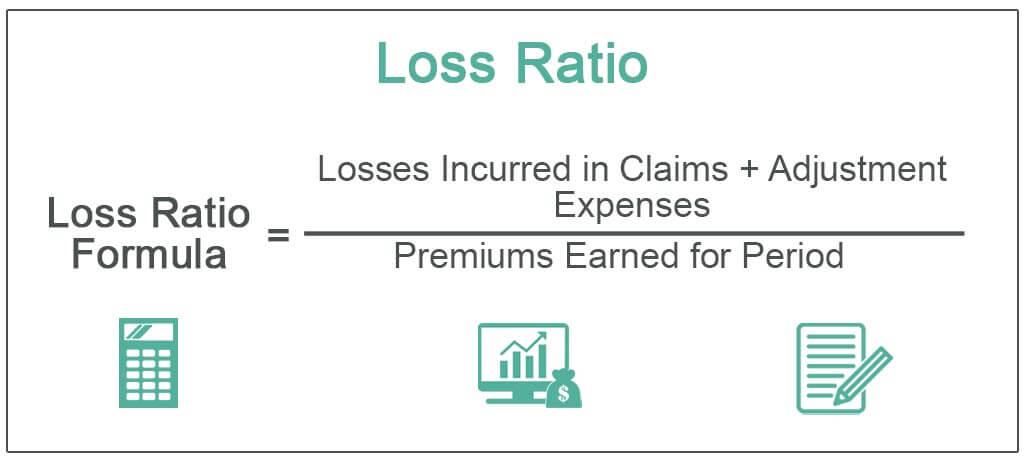 Loss Ratio
Loss Ratio
Formula
=
Losses Incurred in Claims + Adjustment
Expenses
Premiums Earned for Period
$